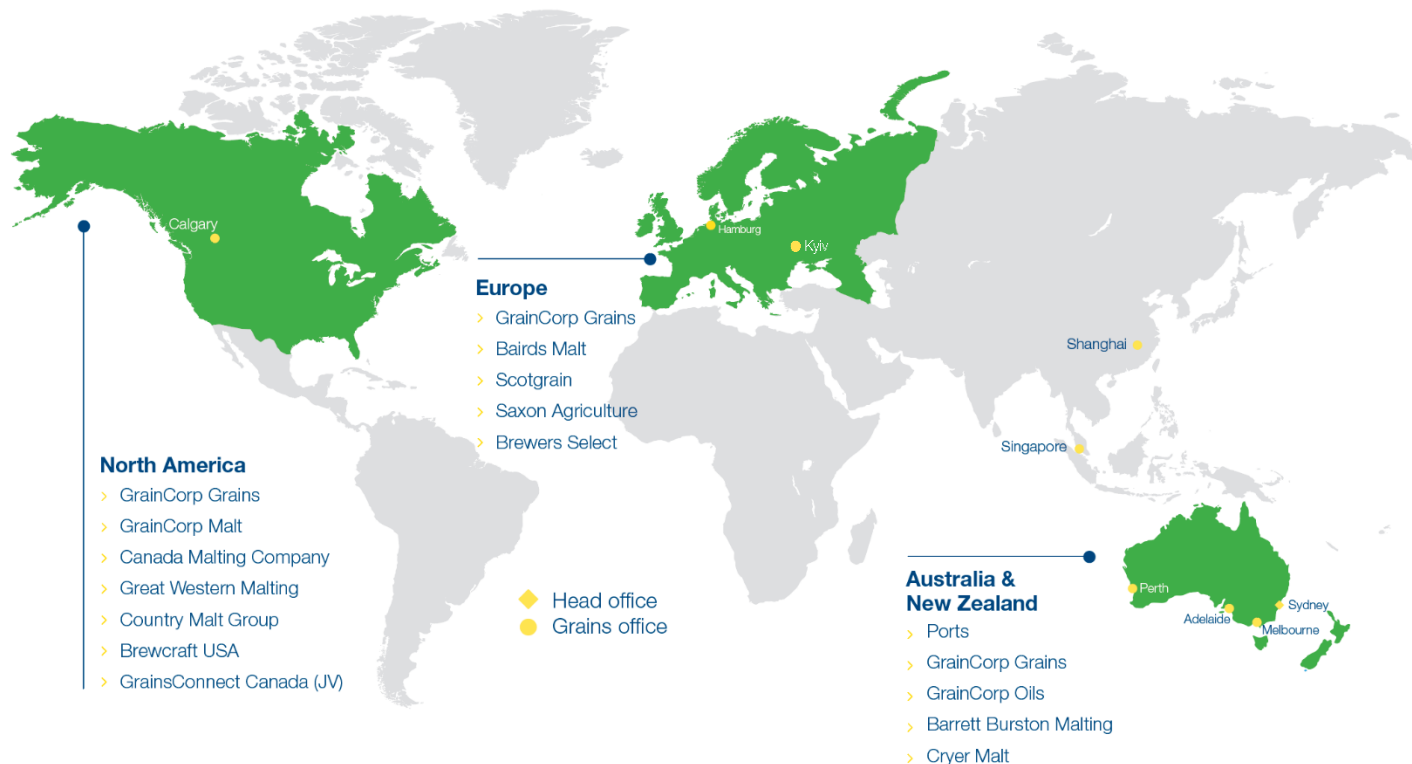 Calgary
Hamburg
Kyiv
Europe
GrainCorp Grains
Bairds Malt
Scotgrain
Saxon Agriculture
Brewers Select
Shanghai
Singapore
North America
GrainCorp Grains
GrainCorp Malt
Canada Malting Company
Great Western Malting
Country Malt Group
Brewcraft USA
GrainsConnect Canada (JV)
Head office
Grains office
Perth
Adelaide
Sydney
Melbourne
Australia &
New Zealand
Ports
GrainCorp Grains
GrainCorp Oils
Barrett Burston Malting
Cryer Malt